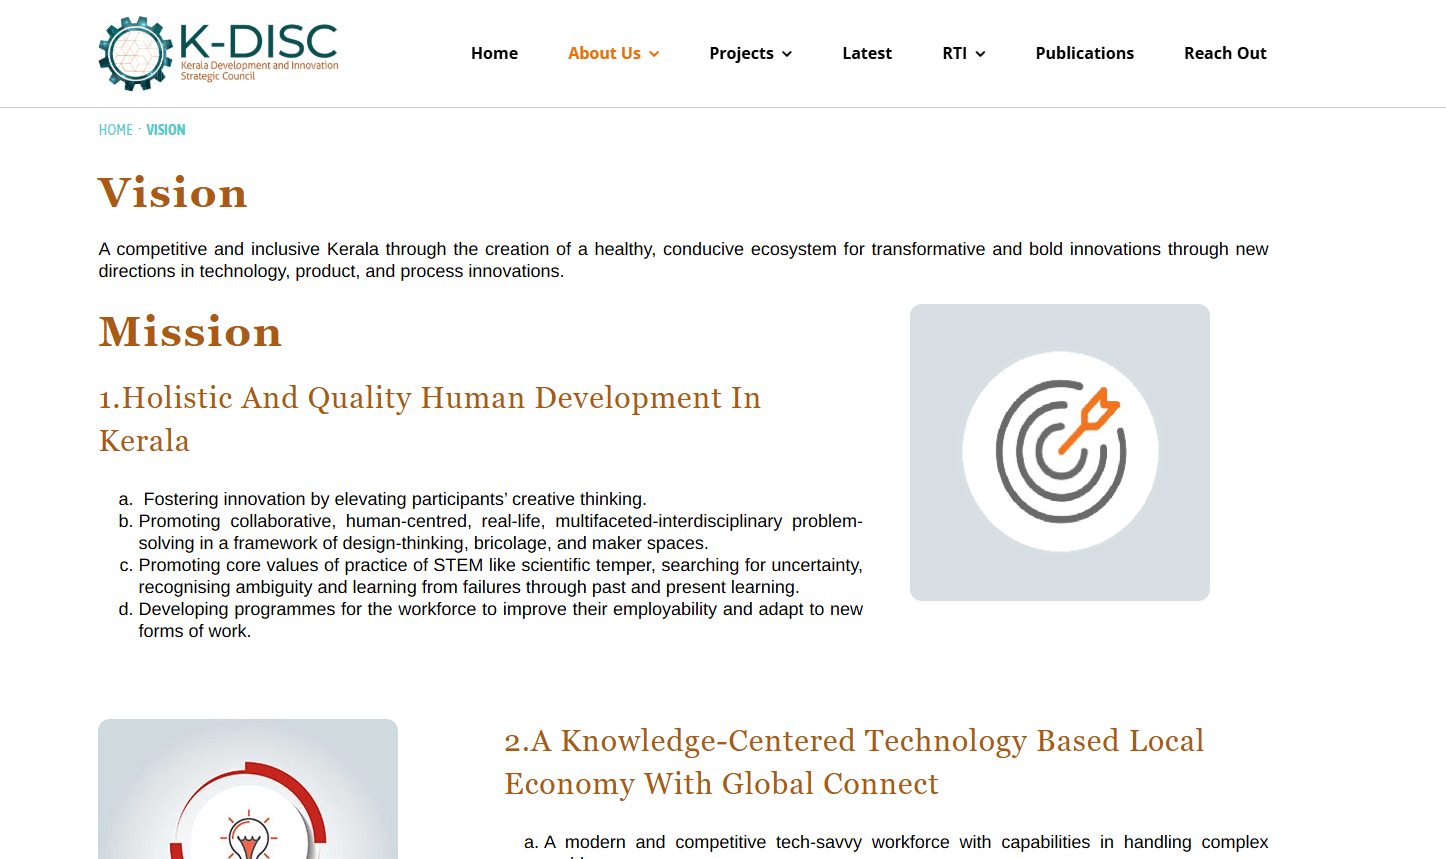 K-DISC
Kerala Development and Innovation
Strategic Council
Home
About Us
Projects
Latest
RTI
Publications
Reach Out
HOME - VISION
Vision
A competitive and inclusive Kerala through the creation of a healthy, conducive ecosystem for transformative and bold innovations through new
directions in technology, product, and process innovations.
Mission
1.Holistic And Quality Human Development In
Kerala
a. Fostering innovation by elevating participants’ creative thinking.
b. Promoting collaborative, human-centred, real-life, multifaceted-interdisciplinary problem-
solving in a framework of design-thinking, bricolage, and maker spaces.
c. Promoting core values of practice of STEM like scientific temper, searching for uncertainty,
recognising ambiguity and learning from failures through past and present learning.
d. Developing programmes for the workforce to improve their employability and adapt to new
forms of work.
2.A Knowledge-Centered Technology Based Local
Economy With Global Connect
a. A modern and competitive tech-savvy workforce with capabilities in handling complex